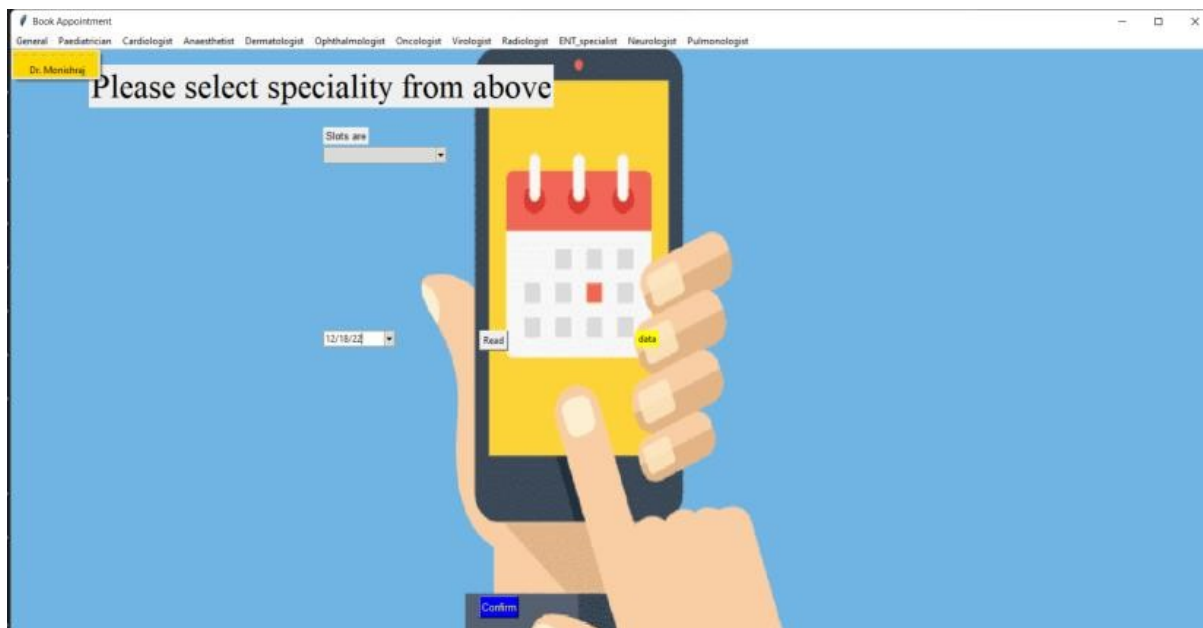 Book Appointment
General Paediatrician Cardiologist Anaesthetist Dermatologist Ophthalmologist Oncologist Virologist Radiologist ENT_specialist Neurologist Pulmonologist
Dr. Monishraj
Please select speciality from above
Slots are
12/18/22 Read data
Confirm